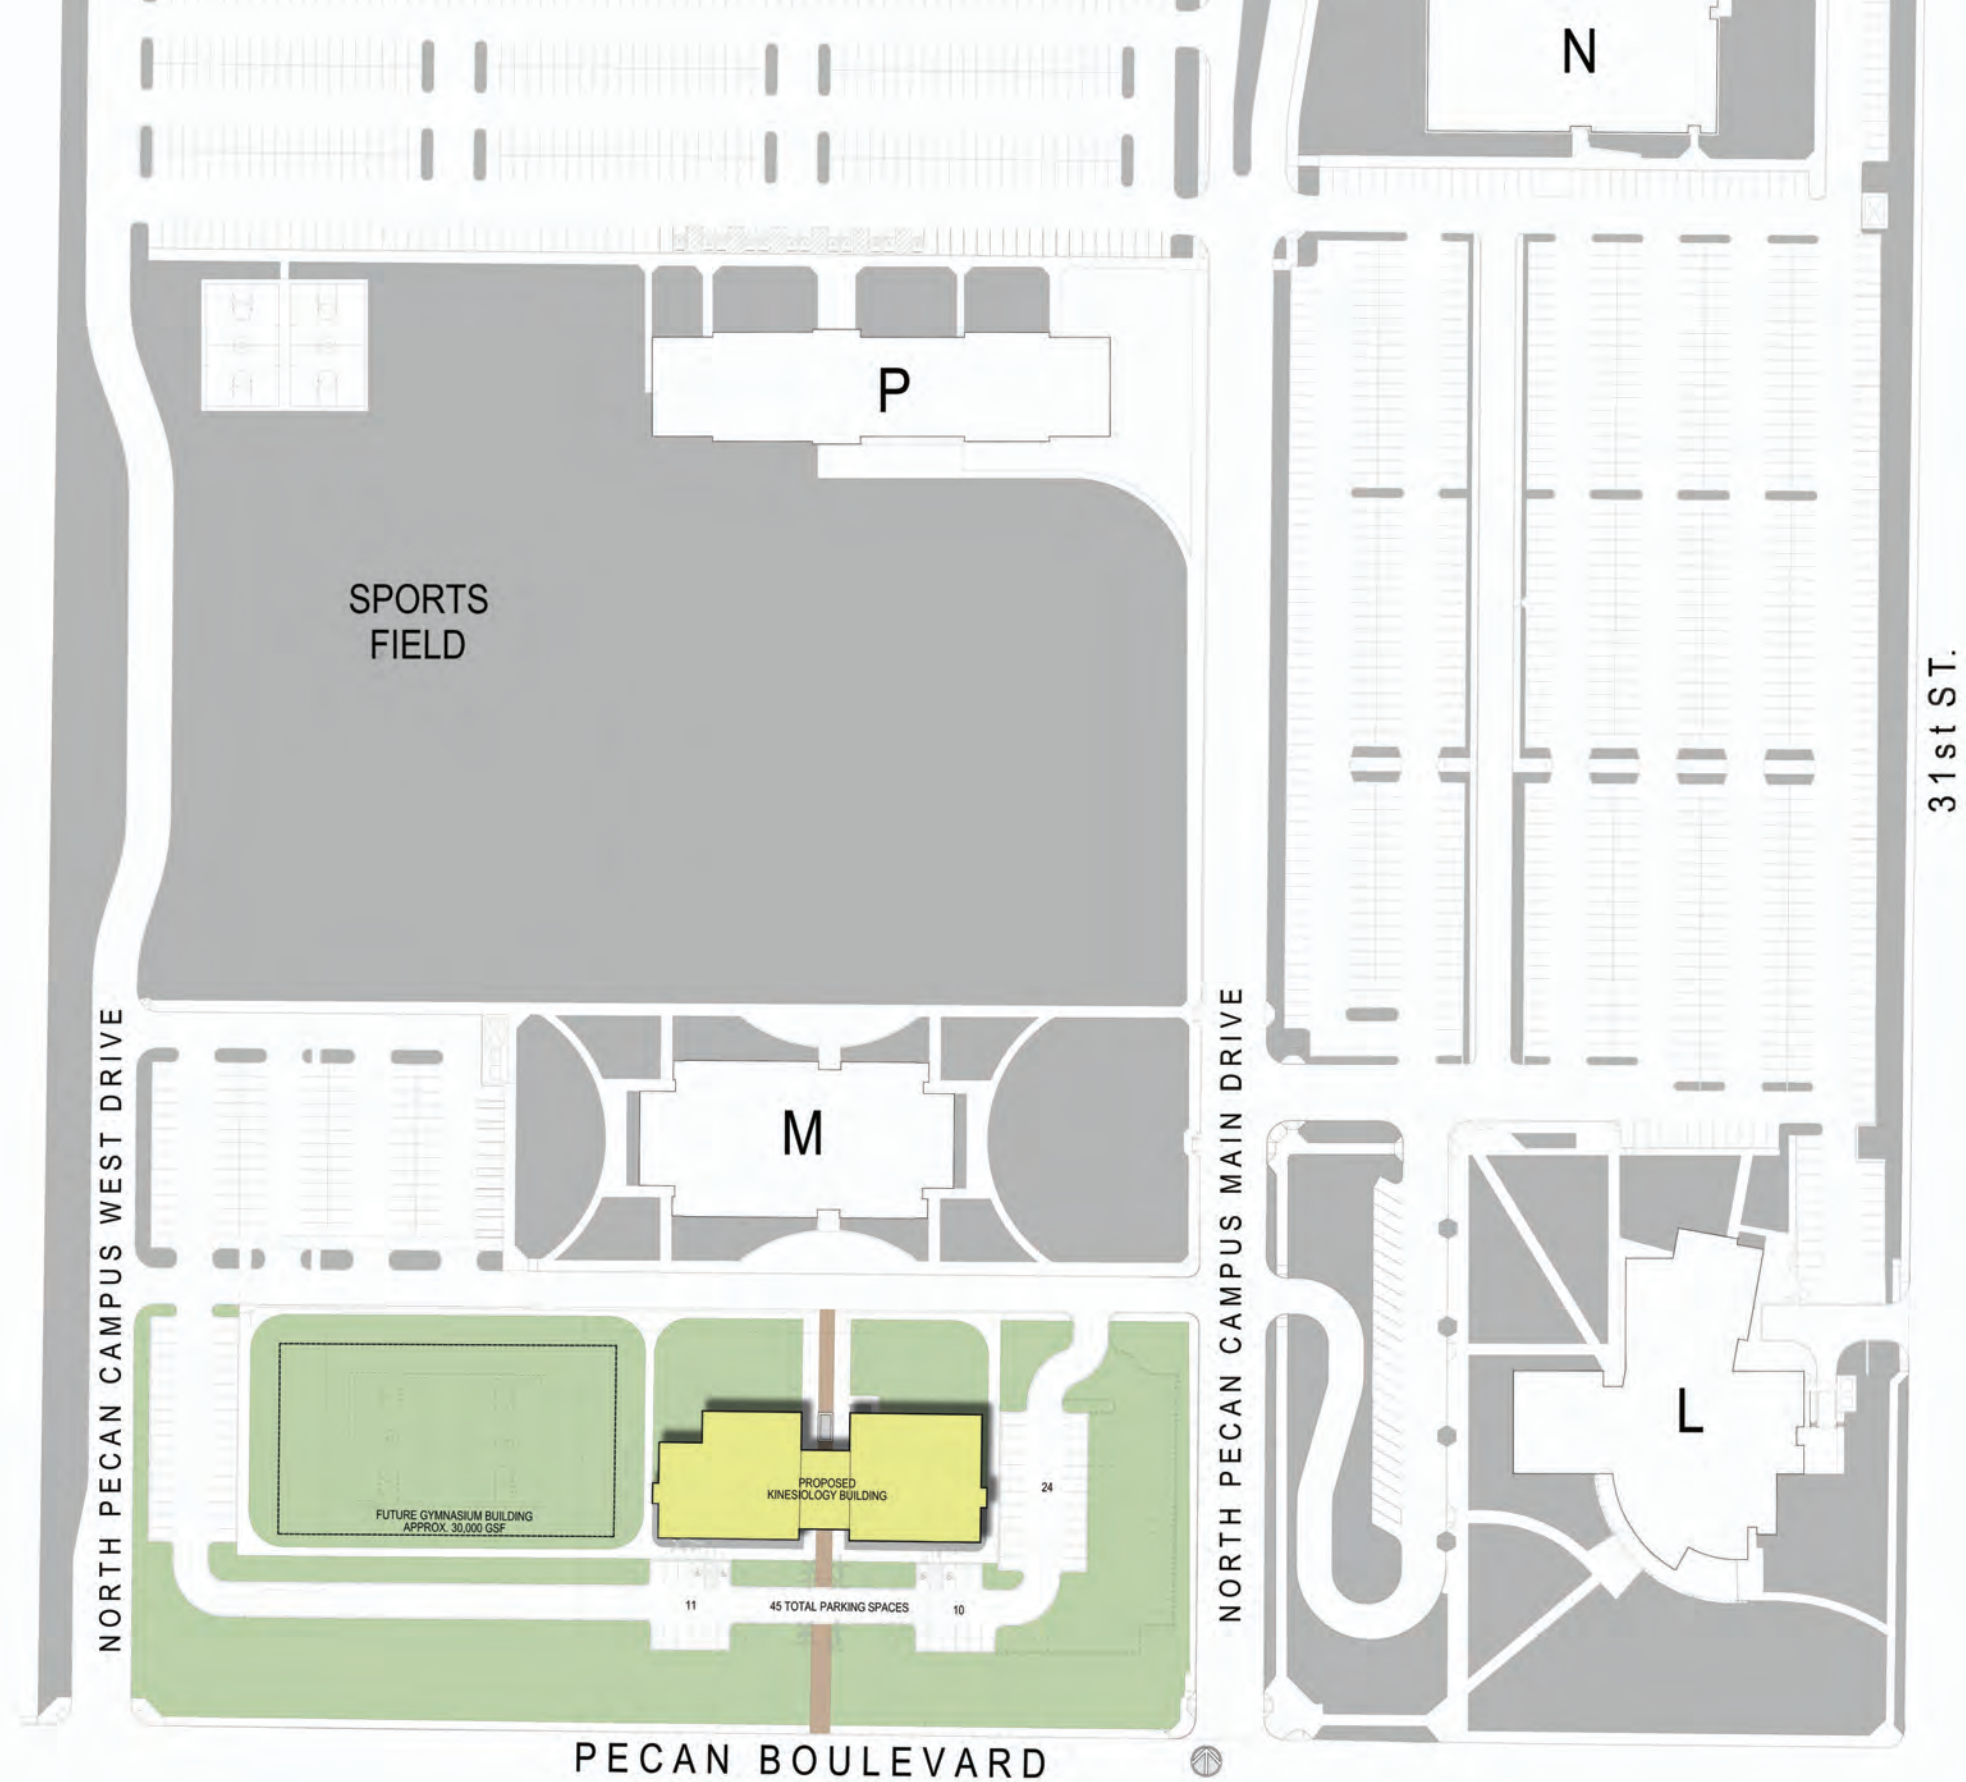 N
P
SPORTS
FIELD
31st ST.
NORTH PECAN CAMPUS WEST DRIVE
M
NORTH PECAN CAMPUS MAIN DRIVE
L
PROPOSED
KINESIOLOGY BUILDING
24
FUTURE GYMNASIUM BUILDING
APPROX. 30,000 GSF
11
45 TOTAL PARKING SPACES
10
PECAN BOULEVARD